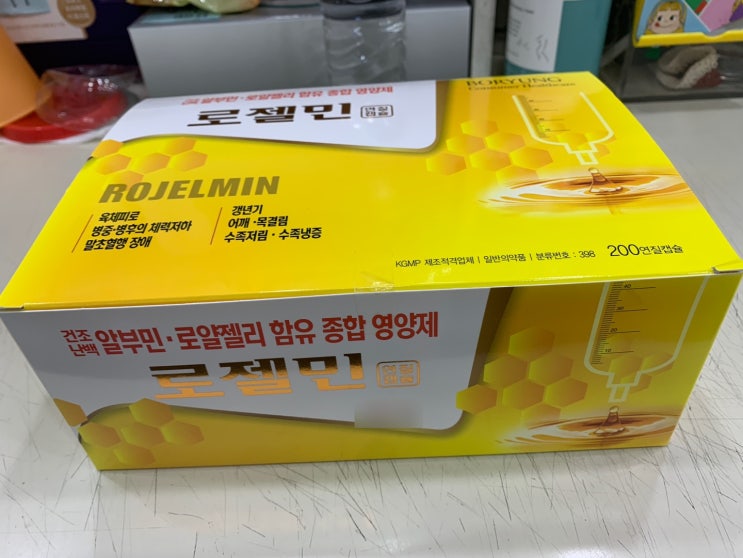 BORYUNG
Consumer Healthcare
건조난백 알부민·로얄젤리 함유 종합 영양제
로젤민 연질캡슐
ROJELMIN
육체피로
병중·병후의 체력저하
말초혈행 장애
갱년기
어깨·목결림
수족저림·수족냉증
KGMP 제조적격업체 | 일반의약품 | 분류번호 : 398 200연질캡슐
건조난백 알부민·로얄젤리 함유 종합 영양제
로젤민 연질캡슐
40
30
20
10